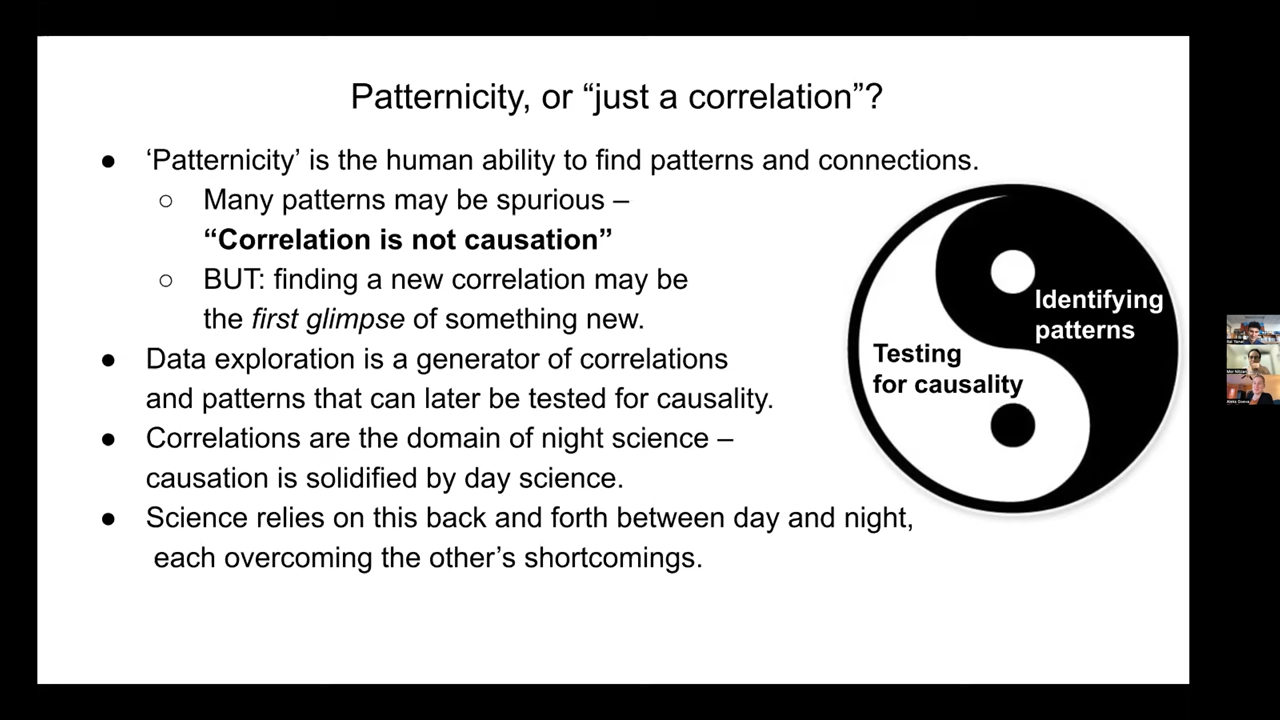 Patternicity, or “just a correlation”?
● ‘Patternicity’ is the human ability to find patterns and connections.
○ Many patterns may be spurious –
“Correlation is not causation”
○ BUT: finding a new correlation may be
the first glimpse of something new.
● Data exploration is a generator of correlations
and patterns that can later be tested for causality.
● Correlations are the domain of night science –
causation is solidified by day science.
● Science relies on this back and forth between day and night,
each overcoming the other’s shortcomings.
Identifying
patterns
Testing
for causality